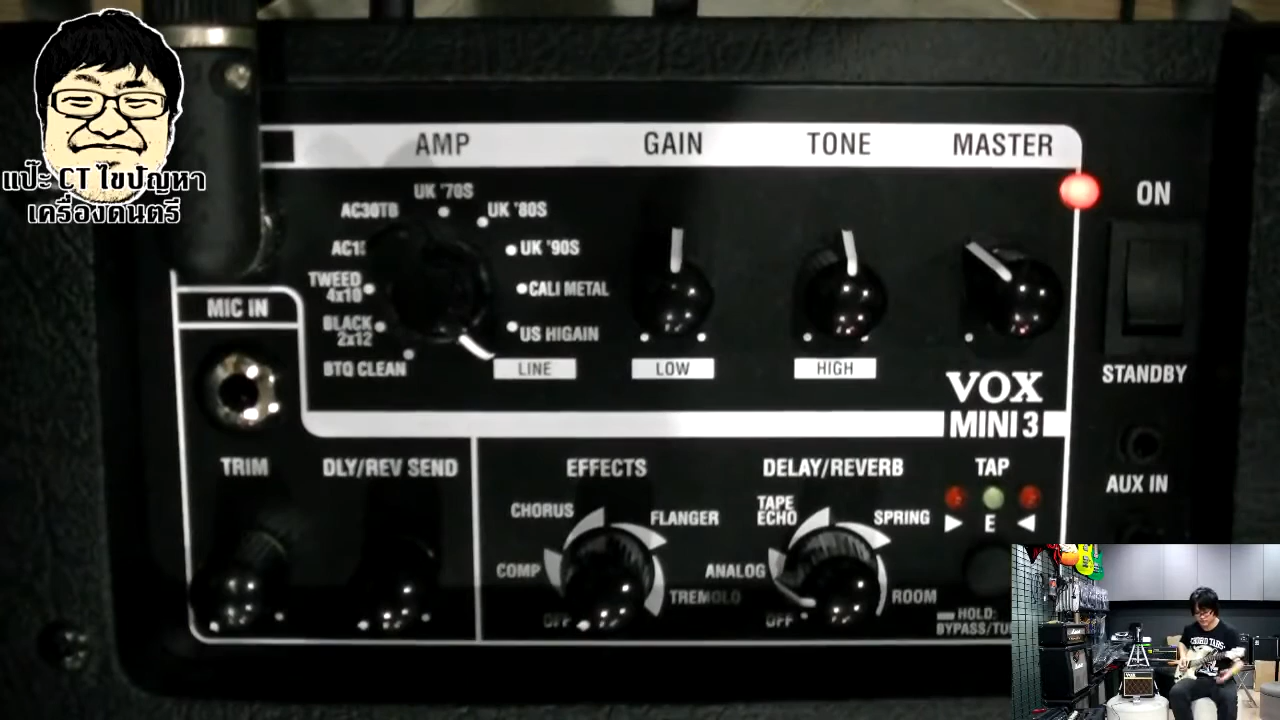 แป๊ะ CT ไขปัญหา
เครื่องดนตรี
AMP
GAIN
TONE
MASTER
ON
UK '70S
AC30TB
UK '80S
AC15
UK '90S
TWEED
4x10
CALI METAL
MIC IN
BLACK
2x12
US HIGAIN
BTQ CLEAN
LINE
LOW
HIGH
STANDBY
VOX
MINI 3
TRIM
DLY/REV SEND
EFFECTS
DELAY/REVERB
TAP
AUX IN
CHORUS
FLANGER
TAPE
ECHO
SPRING
E
COMP
TREMOLO
ANALOG
ROOM
OFF
OFF
HOLD:
BYPASS/TU
VOX